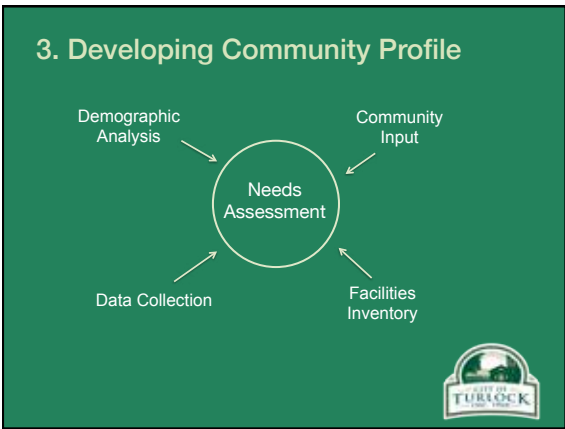 3. Developing Community Profile
Demographic
Analysis
Community
Input
Needs
Assessment
Data Collection
Facilities
Inventory
CITY OF
TURLOCK